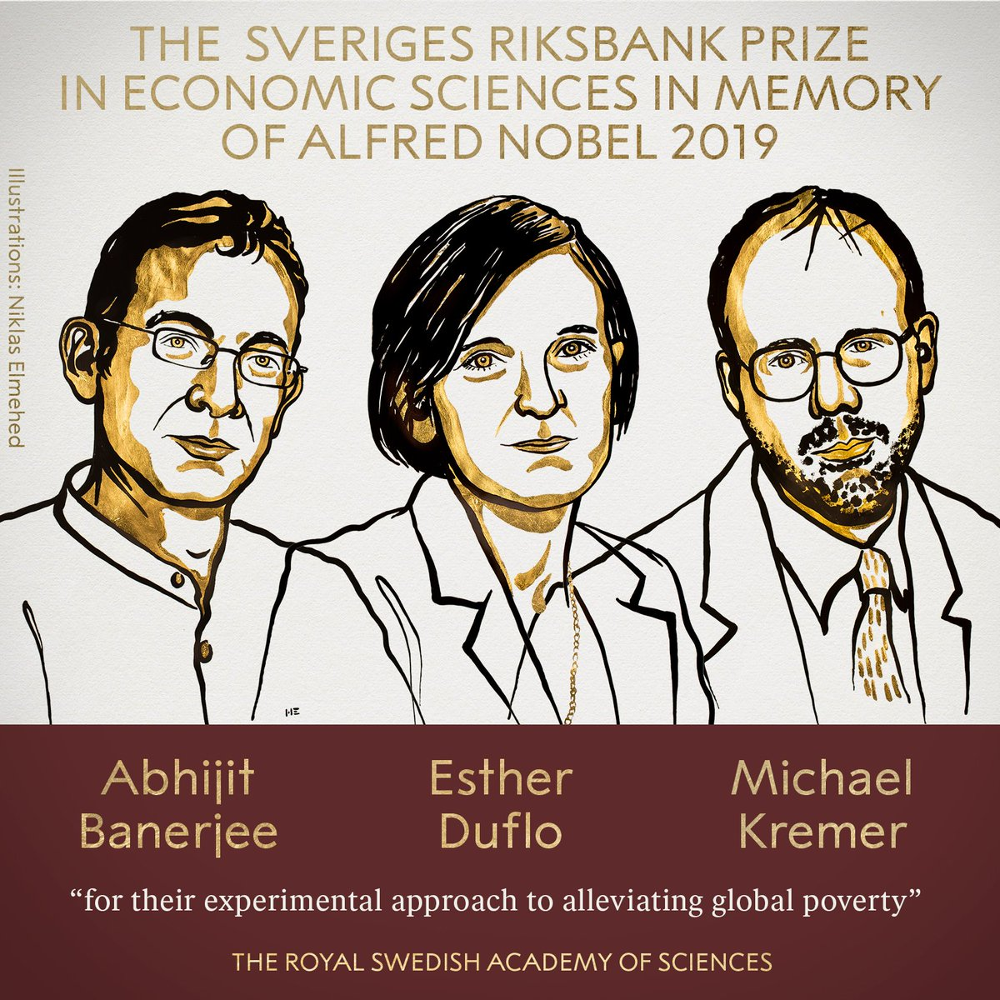 THE SVERIGES RIKSBANK PRIZE
IN ECONOMIC SCIENCES IN MEMORY
OF ALFRED NOBEL 2019
Illustrations: Niklas Elmehed
Abhijit
Banerjee
Esther
Duflo
Michael
Kremer
“for their experimental approach to alleviating global poverty”
THE ROYAL SWEDISH ACADEMY OF SCIENCES